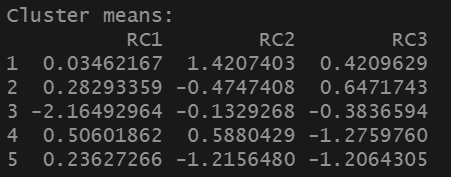 Cluster means:
RC1 RC2 RC3
1 0.03462167 1.4207403 0.4209629
2 0.28293359 -0.4747408 0.6471743
3 -2.16492964 -0.1329268 -0.3836594
4 0.50601862 0.5880429 -1.2759760
5 0.23627266 -1.2156480 -1.2064305